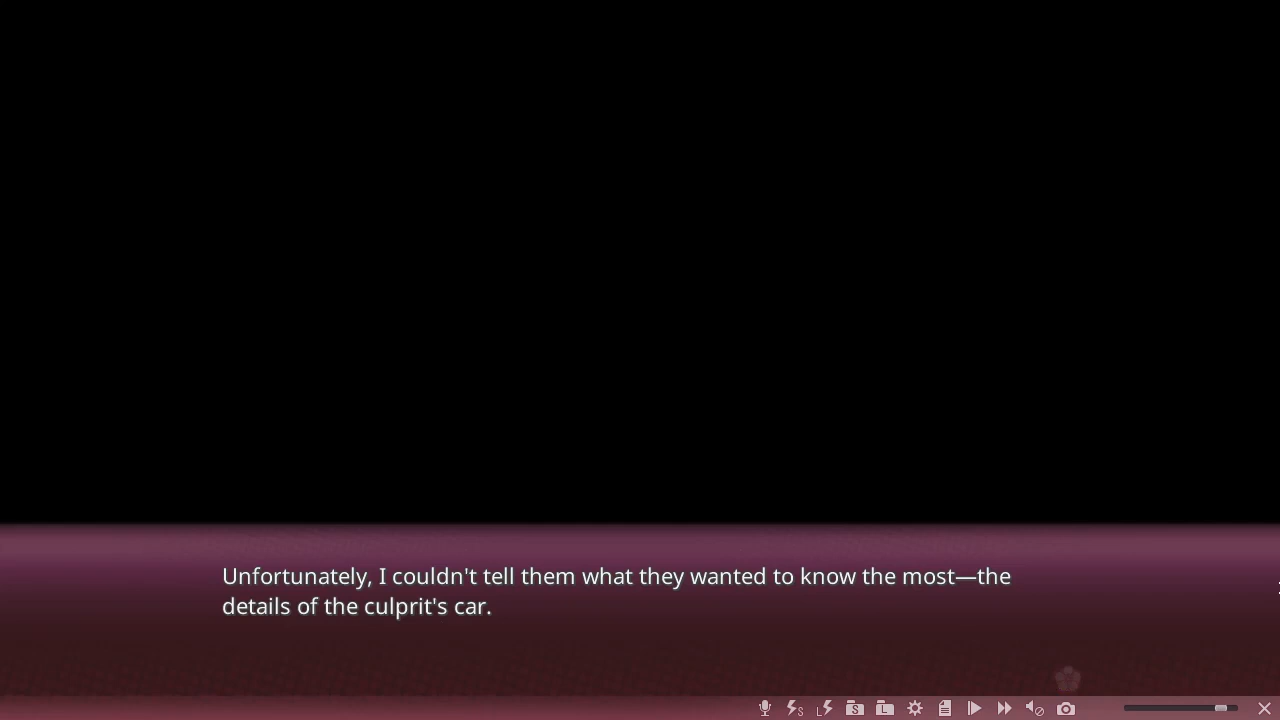 Unfortunately, I couldn't tell them what they wanted to know the most—the
details of the culprit's car.